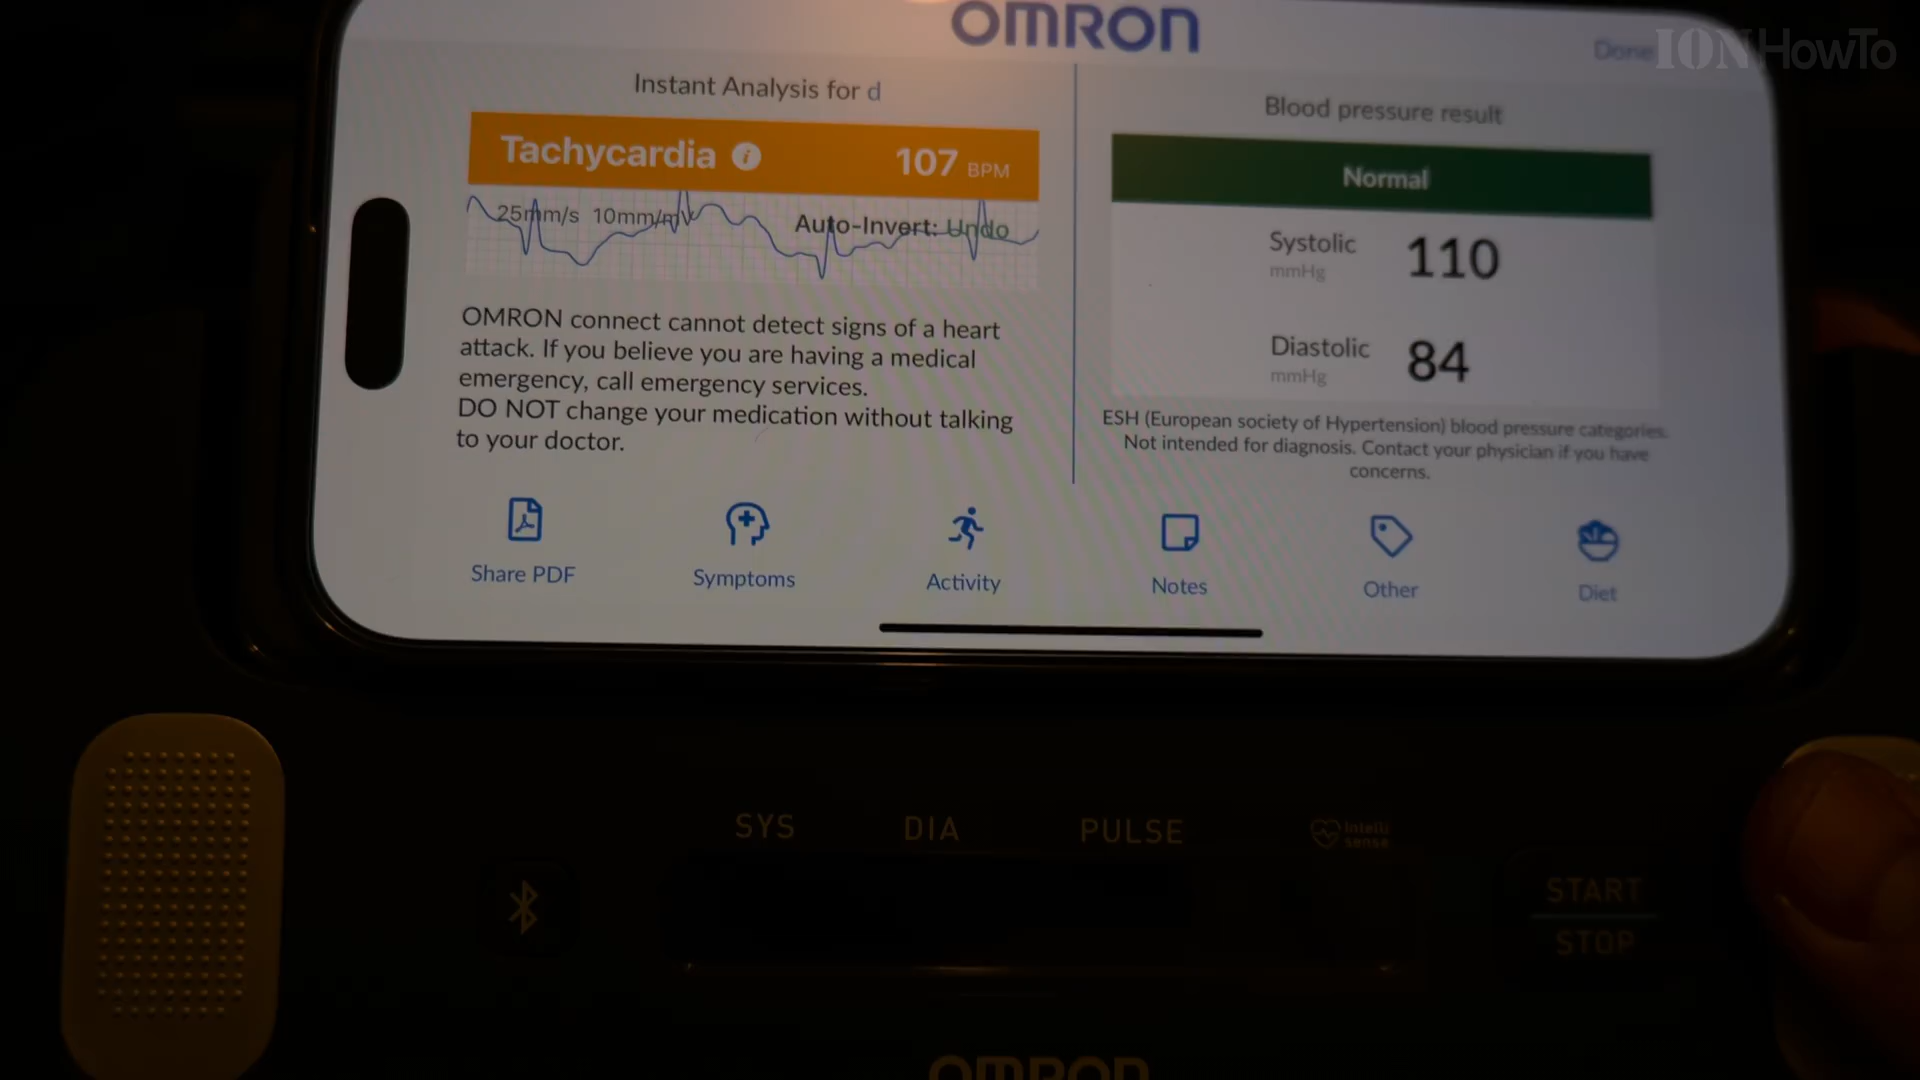 OMRON
Done
ION HowTo
Instant Analysis for d
Tachycardia i 107 BPM
25mm/s 10mm/mV
Auto-Invert: Undo
OMRON connect cannot detect signs of a heart
attack. If you believe you are having a medical
emergency, call emergency services.
DO NOT change your medication without talking
to your doctor.
Blood pressure result
Normal
Systolic 110
mmHg
Diastolic 84
mmHg
ESH (European society of Hypertension) blood pressure categories.
Not intended for diagnosis. Contact your physician if you have
concerns.
Share PDF
Symptoms
Activity
Notes
Other
Diet
SYS
DIA
PULSE
Intelli
sense
START
STOP
OMRON